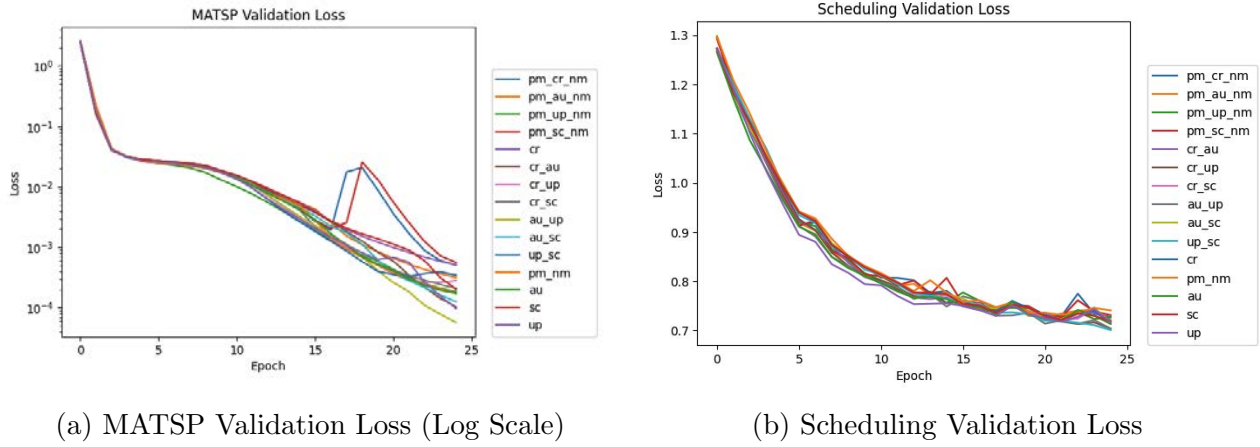 MATSP Validation Loss
10⁰
10⁻¹
10⁻²
10⁻³
10⁻⁴
Loss
0 5 10 15 20 25
Epoch
pm_cr_nm
pm_au_nm
pm_up_nm
pm_sc_nm
cr
cr_au
cr_up
cr_sc
au_up
au_sc
up_sc
pm_nm
au
sc
up
(a) MATSP Validation Loss (Log Scale)
Scheduling Validation Loss
1.3
1.2
1.1
1.0
0.9
0.8
0.7
Loss
0 5 10 15 20 25
Epoch
pm_cr_nm
pm_au_nm
pm_up_nm
pm_sc_nm
cr_au
cr_up
cr_sc
au_up
au_sc
up_sc
cr
pm_nm
au
sc
up
(b) Scheduling Validation Loss